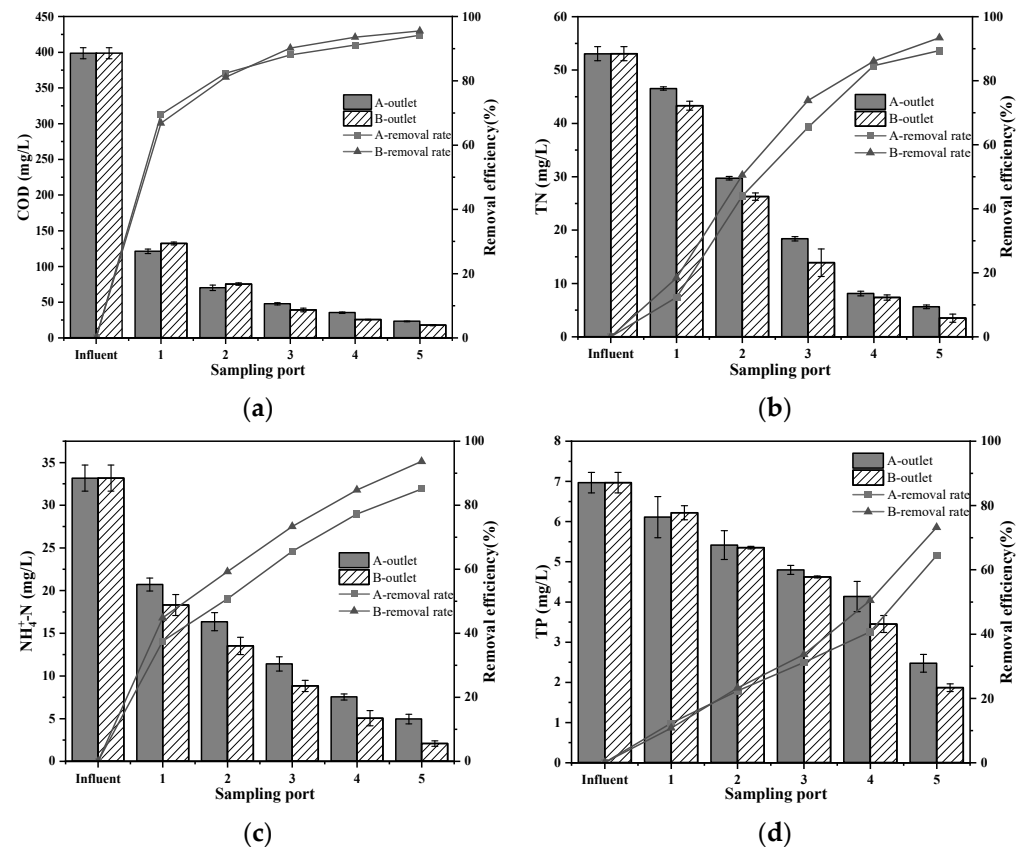 450
400
350
300
250
200
150
100
50
0
COD (mg/L)
100
80
60
40
20
0
Removal efficiency(%)
A-outlet
B-outlet
A-removal rate
B-removal rate
Influent 1 2 3 4 5
Sampling port
(a)
60
50
40
30
20
10
0
TN (mg/L)
100
80
60
40
20
0
Removal efficiency(%)
A-outlet
B-outlet
A-removal rate
B-removal rate
Influent 1 2 3 4 5
Sampling port
(b)
35
30
25
20
15
10
5
0
NH₄⁺-N (mg/L)
100
80
60
40
20
0
Removal efficiency(%)
A-outlet
B-outlet
A-removal rate
B-removal rate
Influent 1 2 3 4 5
Sampling port
(c)
8
7
6
5
4
3
2
1
0
TP (mg/L)
100
80
60
40
20
0
Removal efficiency(%)
A-outlet
B-outlet
A-removal rate
B-removal rate
Influent 1 2 3 4 5
Sampling port
(d)